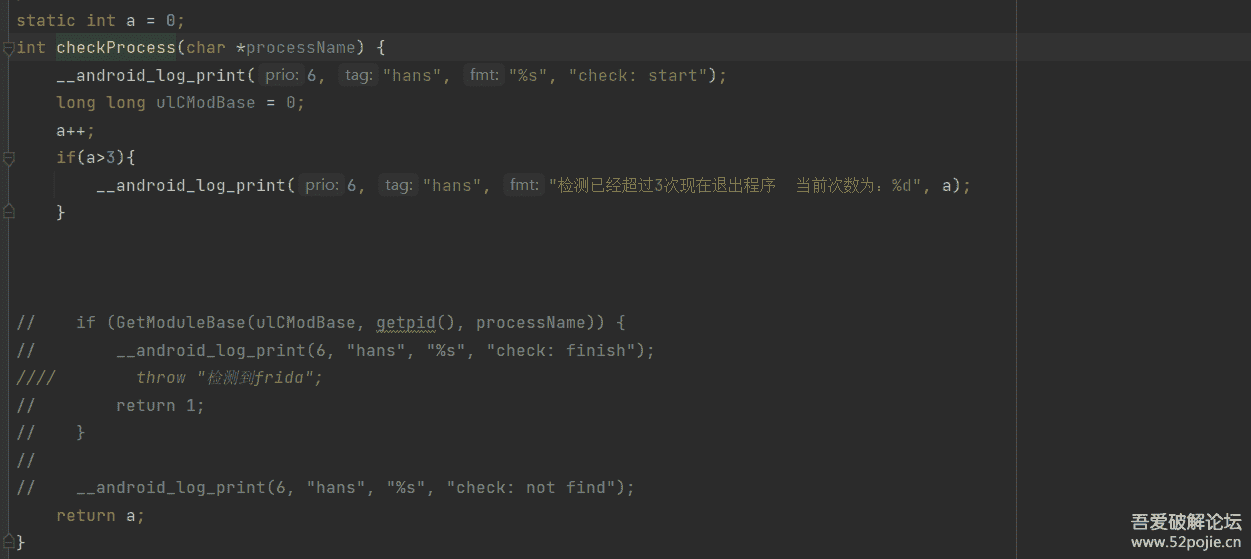 static int a = 0;
int checkProcess(char *processName) {
    __android_log_print( prio: 6, tag: "hans", fmt: "%s", "check: start");
    long long ulCModBase = 0;
    a++;
    if(a>3){
        __android_log_print( prio: 6, tag: "hans", fmt: "检测已经超过3次现在退出程序  当前次数为：%d", a);
    }
//    if (GetModuleBase(ulCModBase, getpid(), processName)) {
//        __android_log_print(6, "hans", "%s", "check: finish");
////        throw "检测到frida";
//        return 1;
//    }
//
//    __android_log_print(6, "hans", "%s", "check: not find");
    return a;
}
吾爱破解论坛
www.52pojie.cn